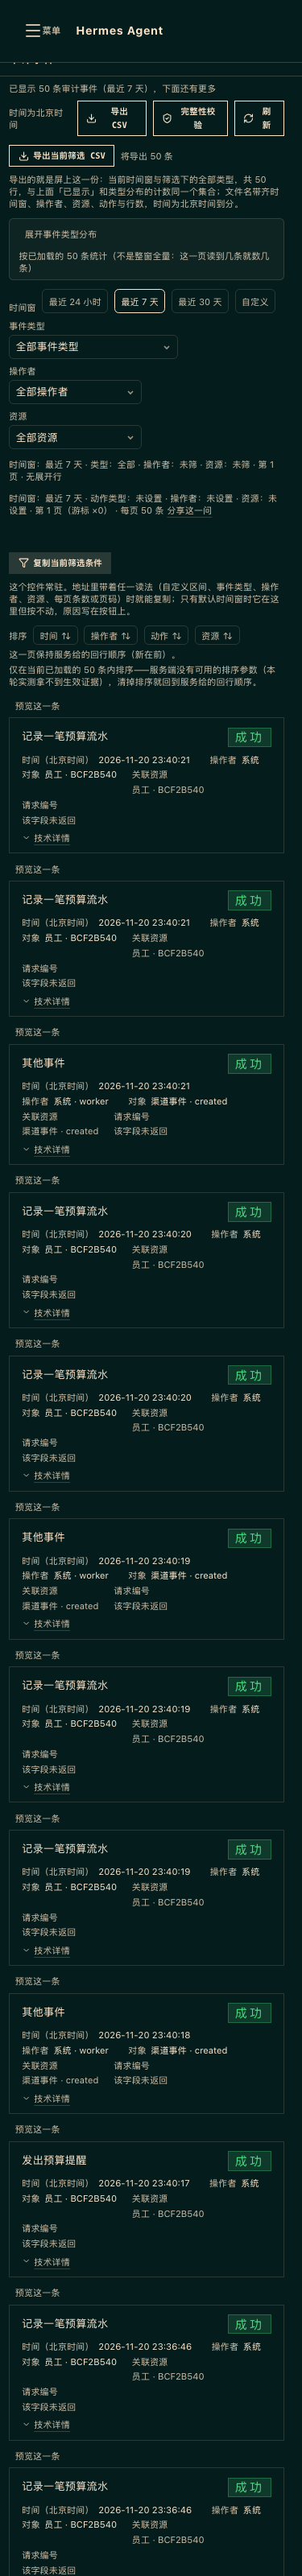 菜单
Hermes Agent
已显示 50 条审计事件（最近 7 天），下面还有更多
时间为北京时
间
导出
CSV
完整性校
验
刷
新
导出当前筛选 CSV
将导出 50 条
导出的就是屏上这一份：当前时间窗与筛选下的全部类型，共 50
行，与上面「已显示」和类型分布的计数同一个集合；文件名带齐时
间窗、操作者、资源、动作与行数，时间为北京时间到分。
展开事件类型分布
按已加载的 50 条统计（不是整窗全量：这一页读到几条就数几
条）
时间窗
最近 24 小时
最近 7 天
最近 30 天
自定义
事件类型
全部事件类型
操作者
全部操作者
资源
全部资源
时间窗：最近 7 天 · 类型：全部 · 操作者：未筛 · 资源：未筛 · 第 1
页 · 无展开行
时间窗：最近 7 天 · 动作类型：未设置 · 操作者：未设置 · 资源：未
设置 · 第 1 页（游标 ×0） · 每页 50 条 分享这一问
复制当前筛选条件
这个控件常驻。地址里带着任一读法（自定义区间、事件类型、操作
者、资源、每页条数或页码）时就能复制；只有默认时间窗时它在这
里但按不动，原因写在按钮上。
排序
时间 ⇅
操作者 ⇅
动作 ⇅
资源 ⇅
这一页保持服务给的回行顺序（新在前）。
仅在当前已加载的 50 条内排序——服务端没有可用的排序参数（本
轮实测拿不到生效证据），清掉排序就回到服务给的回行顺序。
预览这一条
记录一笔预算流水
成功
时间（北京时间） 2026-11-20 23:40:21 操作者 系统
对象 员工 · BCF2B540 关联资源
员工 · BCF2B540
请求编号
该字段未返回
技术详情
预览这一条
记录一笔预算流水
成功
时间（北京时间） 2026-11-20 23:40:21 操作者 系统
对象 员工 · BCF2B540 关联资源
员工 · BCF2B540
请求编号
该字段未返回
技术详情
预览这一条
其他事件
成功
时间（北京时间） 2026-11-20 23:40:21
操作者 系统 · worker 对象 渠道事件 · created
关联资源 请求编号
渠道事件 · created 该字段未返回
技术详情
预览这一条
记录一笔预算流水
成功
时间（北京时间） 2026-11-20 23:40:20 操作者 系统
对象 员工 · BCF2B540 关联资源
员工 · BCF2B540
请求编号
该字段未返回
技术详情
预览这一条
记录一笔预算流水
成功
时间（北京时间） 2026-11-20 23:40:20 操作者 系统
对象 员工 · BCF2B540 关联资源
员工 · BCF2B540
请求编号
该字段未返回
技术详情
预览这一条
其他事件
成功
时间（北京时间） 2026-11-20 23:40:19
操作者 系统 · worker 对象 渠道事件 · created
关联资源 请求编号
渠道事件 · created 该字段未返回
技术详情
预览这一条
记录一笔预算流水
成功
时间（北京时间） 2026-11-20 23:40:19 操作者 系统
对象 员工 · BCF2B540 关联资源
员工 · BCF2B540
请求编号
该字段未返回
技术详情
预览这一条
记录一笔预算流水
成功
时间（北京时间） 2026-11-20 23:40:19 操作者 系统
对象 员工 · BCF2B540 关联资源
员工 · BCF2B540
请求编号
该字段未返回
技术详情
预览这一条
其他事件
成功
时间（北京时间） 2026-11-20 23:40:18
操作者 系统 · worker 对象 渠道事件 · created
关联资源 请求编号
渠道事件 · created 该字段未返回
技术详情
预览这一条
发出预算提醒
成功
时间（北京时间） 2026-11-20 23:40:17 操作者 系统
对象 员工 · BCF2B540 关联资源
员工 · BCF2B540
请求编号
该字段未返回
技术详情
预览这一条
记录一笔预算流水
成功
时间（北京时间） 2026-11-20 23:36:46 操作者 系统
对象 员工 · BCF2B540 关联资源
员工 · BCF2B540
请求编号
该字段未返回
技术详情
预览这一条
记录一笔预算流水
成功
时间（北京时间） 2026-11-20 23:36:46 操作者 系统
对象 员工 · BCF2B540 关联资源
员工 · BCF2B540
请求编号
该字段未返回